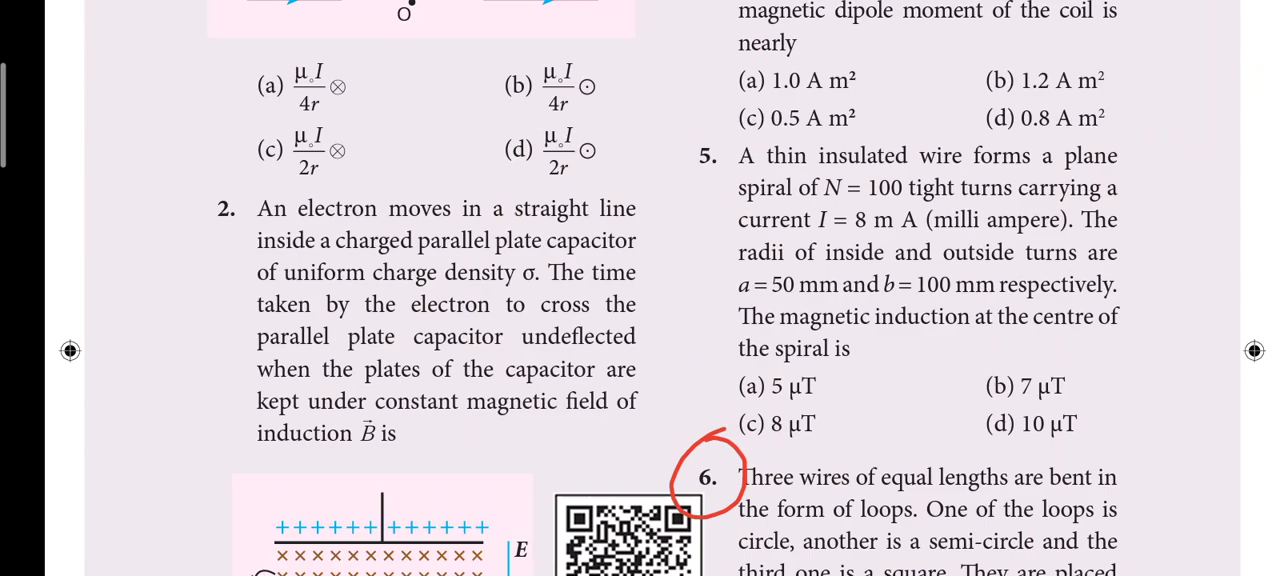 O
(a) μ∘I/4r ⊗ (b) μ∘I/4r ⊙
(c) μ∘I/2r ⊗ (d) μ∘I/2r ⊙
2. An electron moves in a straight line
inside a charged parallel plate capacitor
of uniform charge density σ. The time
taken by the electron to cross the
parallel plate capacitor undeflected
when the plates of the capacitor are
kept under constant magnetic field of
induction B⃗ is
+ + + + + + + + + + + +
× × × × × × × × × × × ×
E
magnetic dipole moment of the coil is
nearly
(a) 1.0 A m² (b) 1.2 A m²
(c) 0.5 A m² (d) 0.8 A m²
5. A thin insulated wire forms a plane
spiral of N = 100 tight turns carrying a
current I = 8 m A (milli ampere). The
radii of inside and outside turns are
a = 50 mm and b = 100 mm respectively.
The magnetic induction at the centre of
the spiral is
(a) 5 μT (b) 7 μT
(c) 8 μT (d) 10 μT
6. Three wires of equal lengths are bent in
the form of loops. One of the loops is
circle, another is a semi-circle and the
third one is a square. They are placed